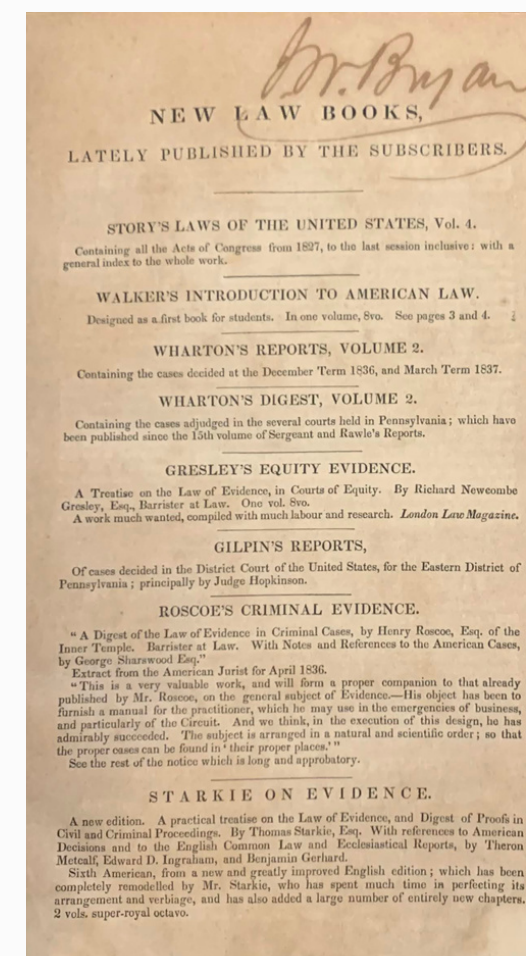 J. W. Bryan
NEW LAW BOOKS,
LATELY PUBLISHED BY THE SUBSCRIBERS.
STORY'S LAWS OF THE UNITED STATES, Vol. 4.
Containing all the Acts of Congress from 1827, to the last session inclusive: with a
general index to the whole work.
WALKER'S INTRODUCTION TO AMERICAN LAW.
Designed as a first book for students. In one volume, 8vo. See pages 3 and 4.
WHARTON'S REPORTS, VOLUME 2.
Containing the cases decided at the December Term 1836, and March Term 1837.
WHARTON'S DIGEST, VOLUME 2.
Containing the cases adjudged in the several courts held in Pennsylvania; which have
been published since the 15th volume of Sergeant and Rawle's Reports.
GRESLEY'S EQUITY EVIDENCE.
A Treatise on the Law of Evidence, in Courts of Equity. By Richard Newcombe
Gresley, Esq., Barrister at Law. One vol. 8vo.
A work much wanted, compiled with much labour and research. London Law Magazine.
GILPIN'S REPORTS,
Of cases decided in the District Court of the United States, for the Eastern District of
Pennsylvania; principally by Judge Hopkinson.
ROSCOE'S CRIMINAL EVIDENCE.
"A Digest of the Law of Evidence in Criminal Cases, by Henry Roscoe, Esq. of the
Inner Temple. Barrister at Law. With Notes and References to the American Cases,
by George Sharswood Esq."
Extract from the American Jurist for April 1836.
"This is a very valuable work, and will form a proper companion to that already
published by Mr. Roscoe, on the general subject of Evidence.—His object has been to
furnish a manual for the practitioner, which he may use in the emergencies of business,
and particularly of the Circuit. And we think, in the execution of this design, he has
admirably succeeded. The subject is arranged in a natural and scientific order; so that
the proper cases can be found in 'their proper places.'"
See the rest of the notice which is long and approbatory.
STARKIE ON EVIDENCE.
A new edition. A practical treatise on the Law of Evidence, and Digest of Proofs in
Civil and Criminal Proceedings. By Thomas Starkie, Esq. With references to American
Decisions and to the English Common Law and Ecclesiastical Reports, by Theron
Metcalf, Edward D. Ingraham, and Benjamin Gerhard.
Sixth American, from a new and greatly improved English edition; which has been
completely remodelled by Mr. Starkie, who has spent much time in perfecting its
arrangement and verbiage, and has also added a large number of entirely new chapters.
2 vols. super-royal octavo.